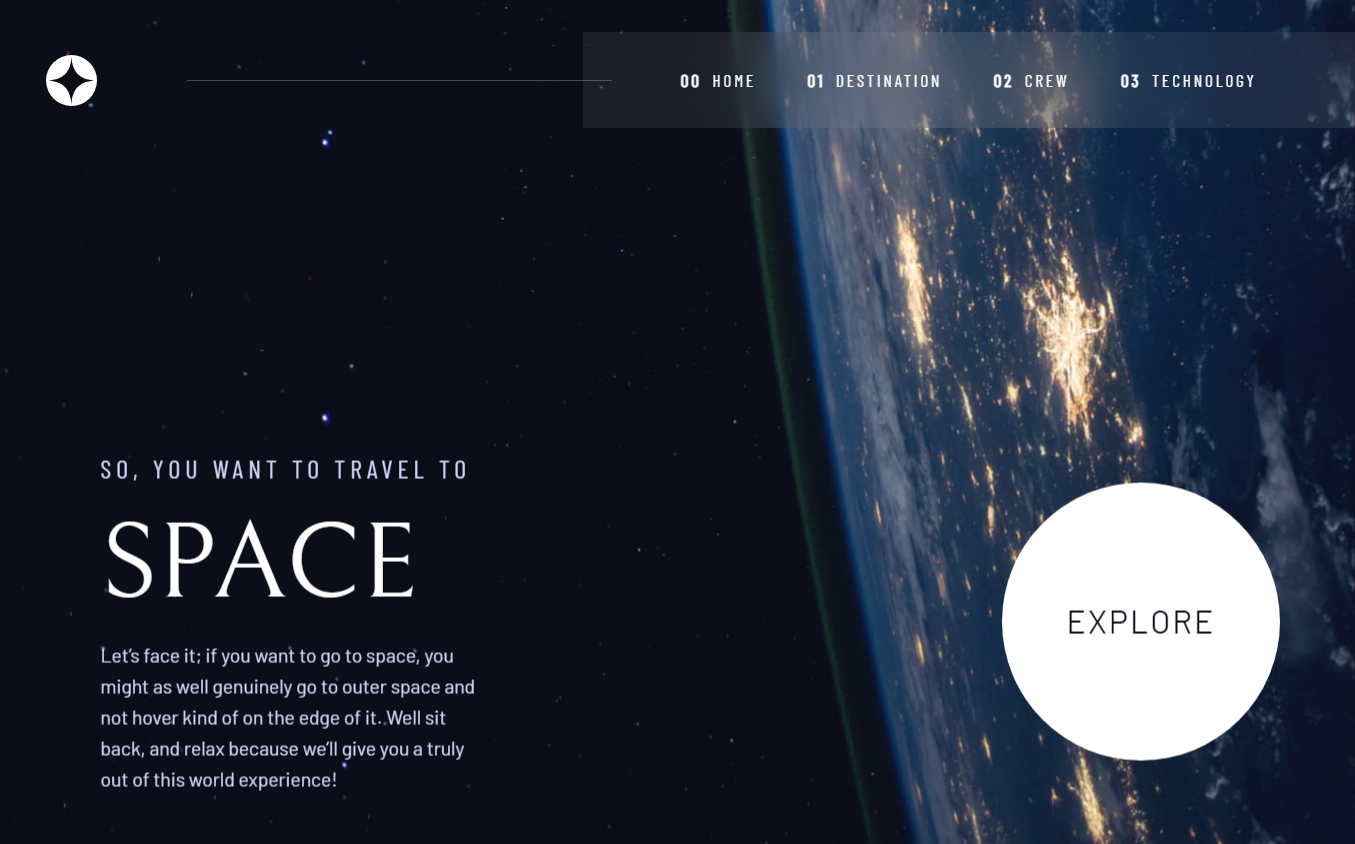 00 HOME 01 DESTINATION 02 CREW 03 TECHNOLOGY
SO, YOU WANT TO TRAVEL TO
SPACE
Let’s face it; if you want to go to space, you
might as well genuinely go to outer space and
not hover kind of on the edge of it. Well sit
back, and relax because we’ll give you a truly
out of this world experience!
EXPLORE